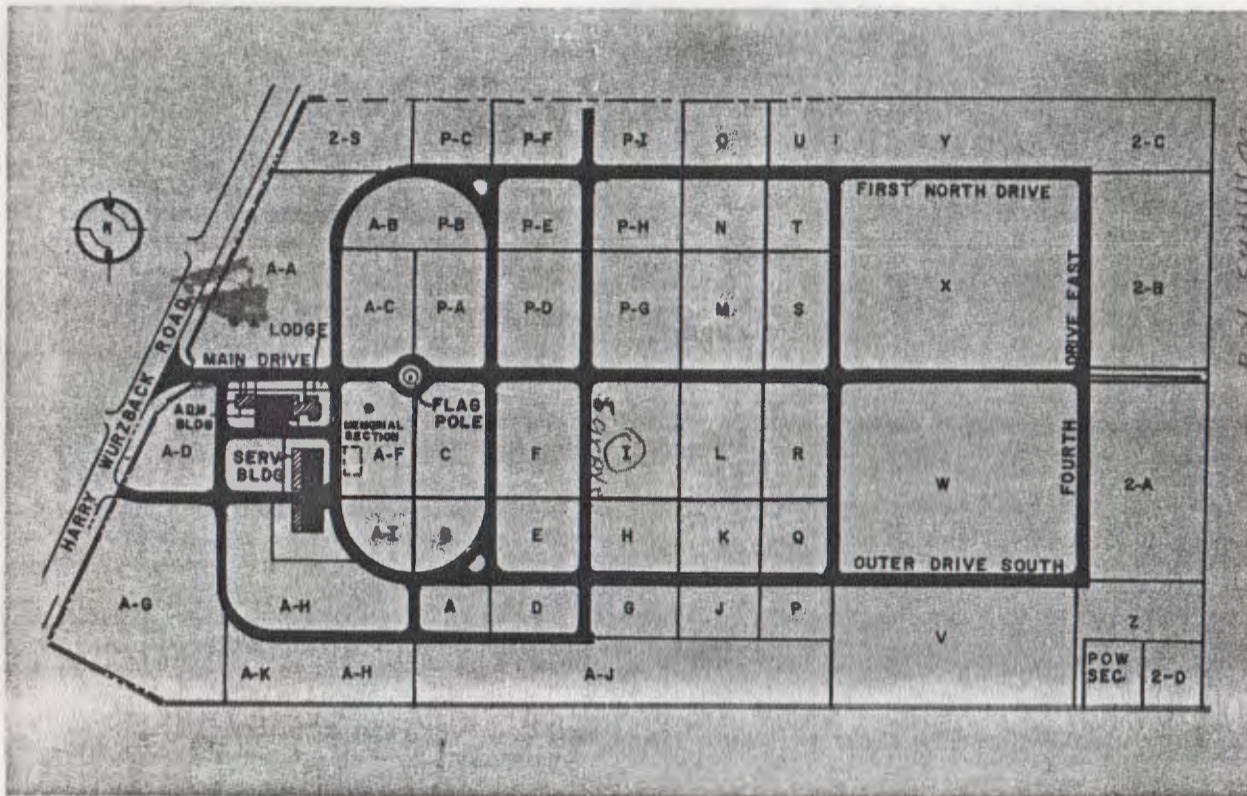 2-S P-C P-F P-I O U Y 2-C
FIRST NORTH DRIVE
N
A-B P-B P-E P-H N T
A-A
X 2-B
A-C P-A P-D P-G M S
DRIVE EAST
LODGE
MAIN DRIVE
HARRY WURZBACK ROAD
ADM.
BLDG
FLAG
POLE
MEMORIAL
SECTION
A-D
SERV
BLDG
A-F C F I L R
W
FOURTH
2-A
A-I B E H K Q
OUTER DRIVE SOUTH
A-G A-H A D G J P
V Z
A-K A-H A-J
POW
SEC.
2-D